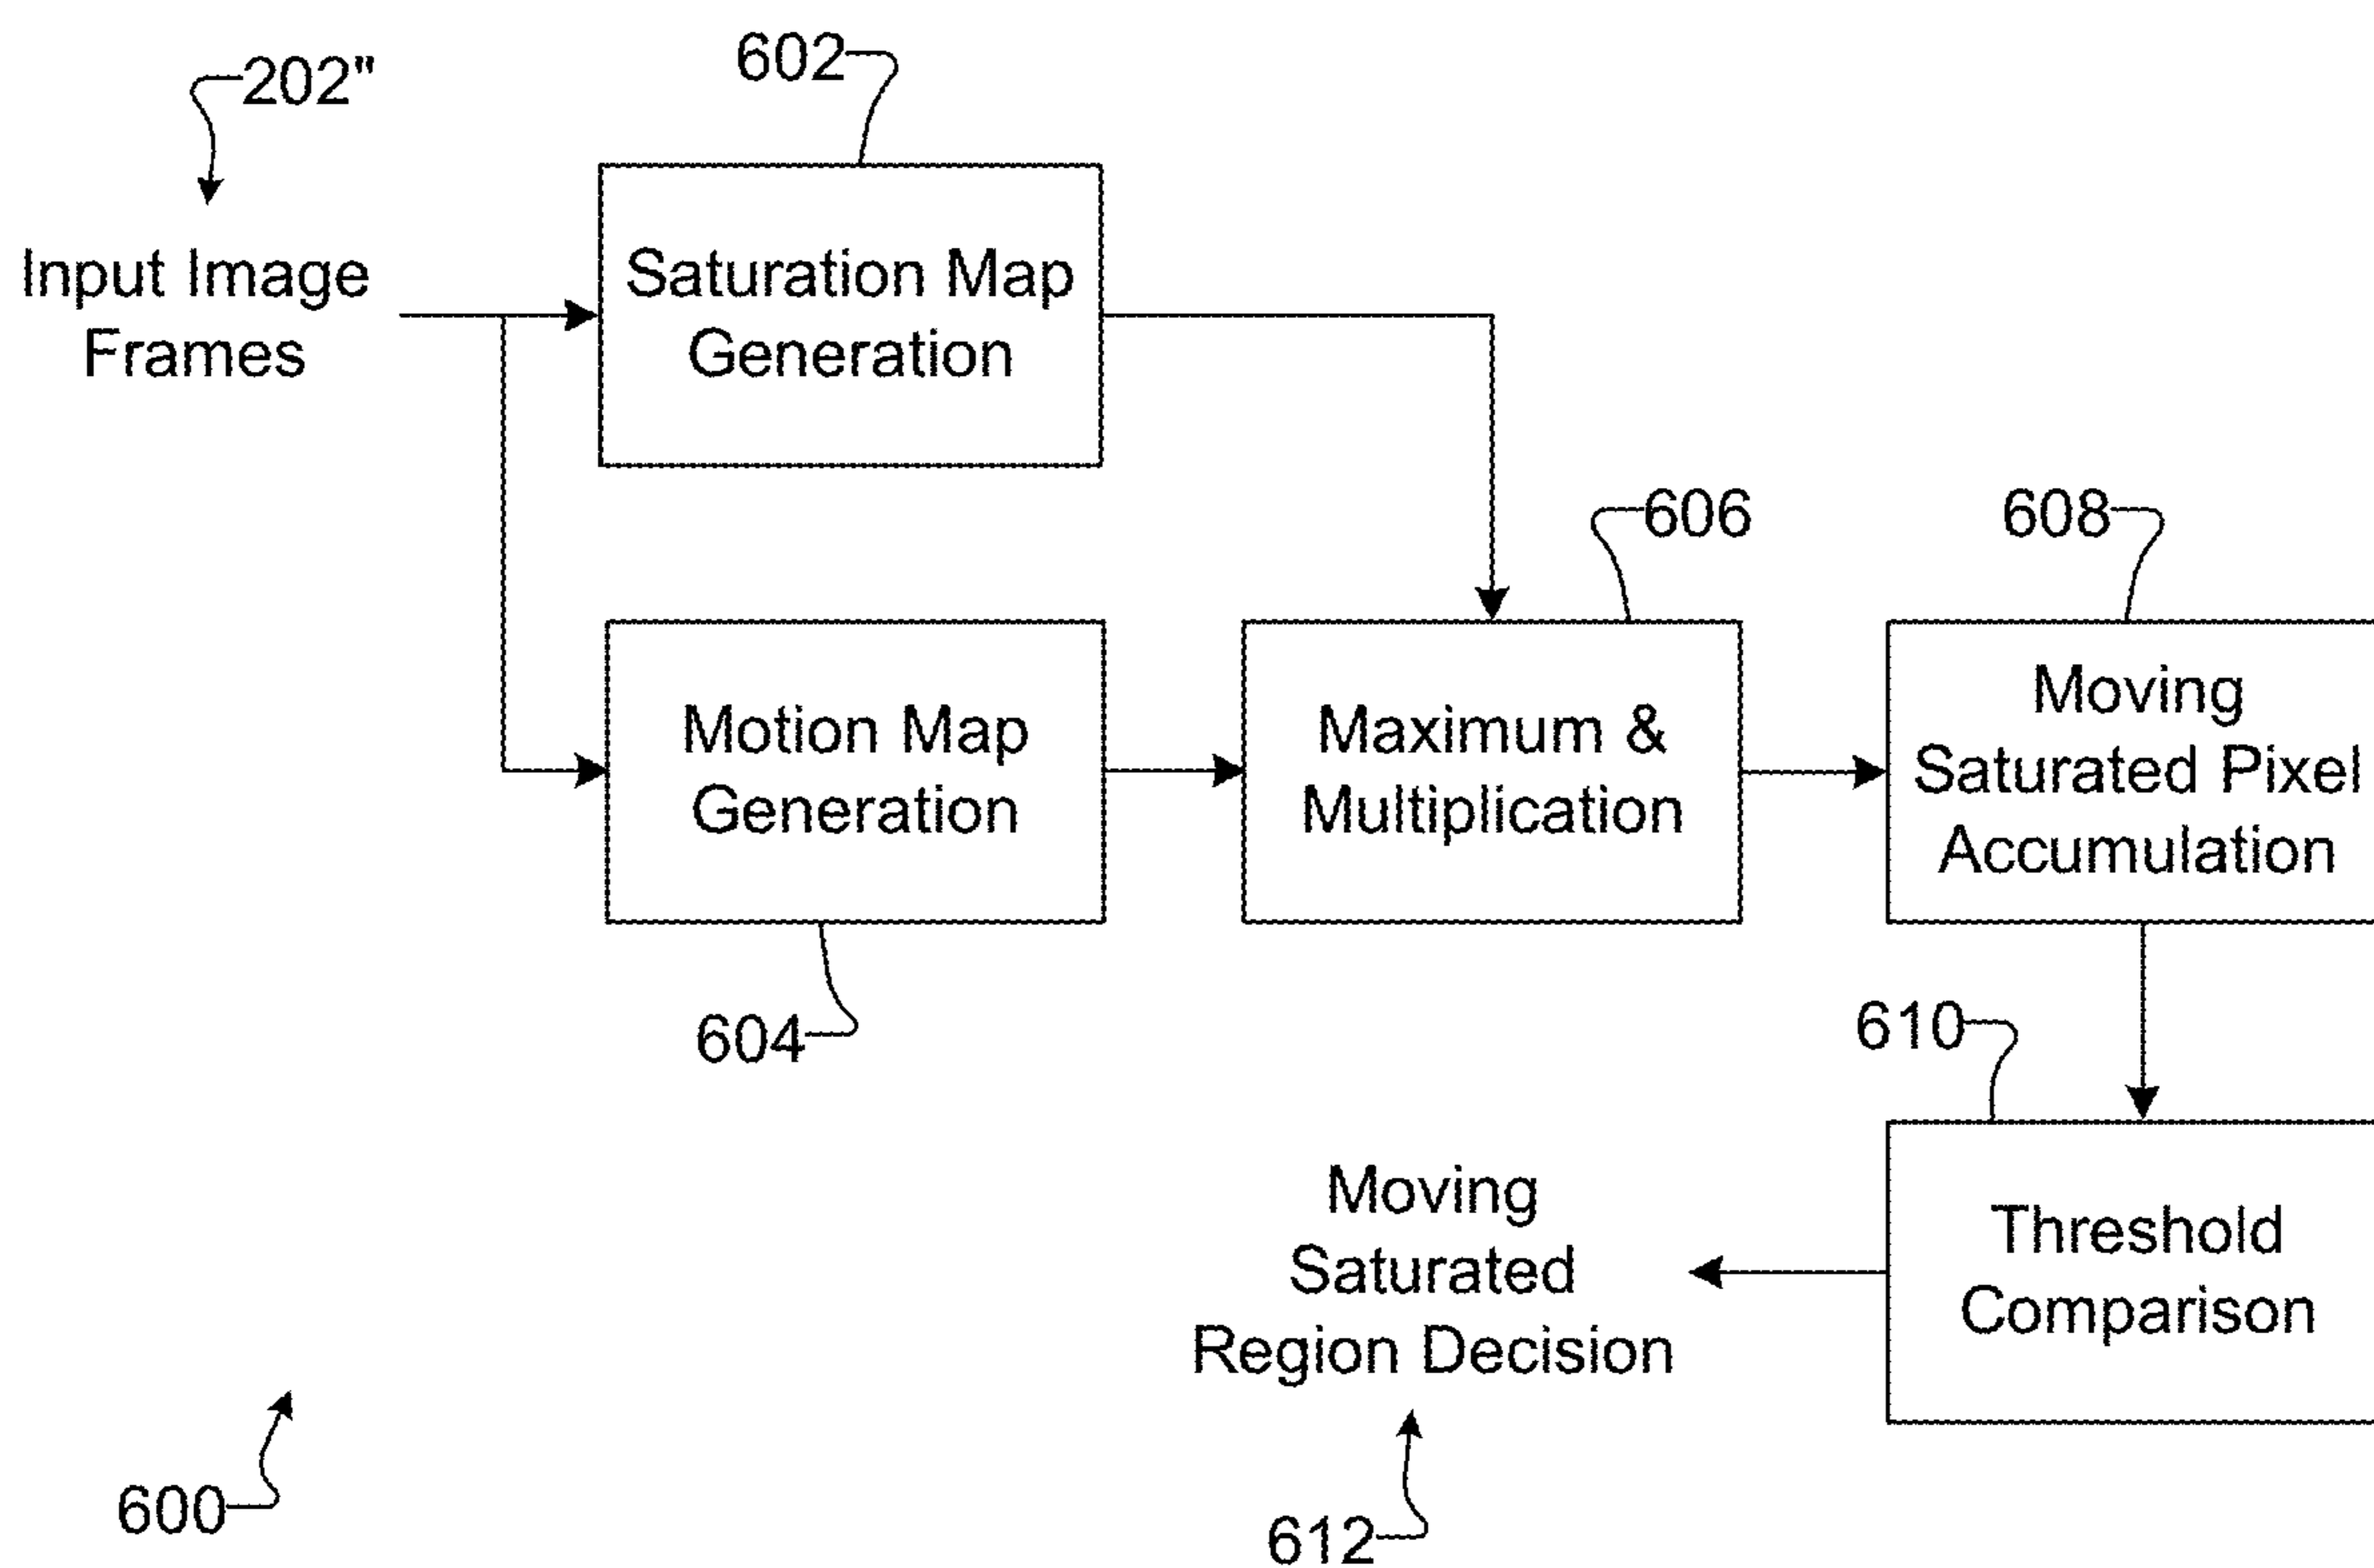 202"
602
Input Image
Frames
Saturation Map
Generation
606
608
Motion Map
Generation
Maximum &
Multiplication
Moving
Saturated Pixel
Accumulation
604
610
Moving
Saturated
Region Decision
Threshold
Comparison
600
612